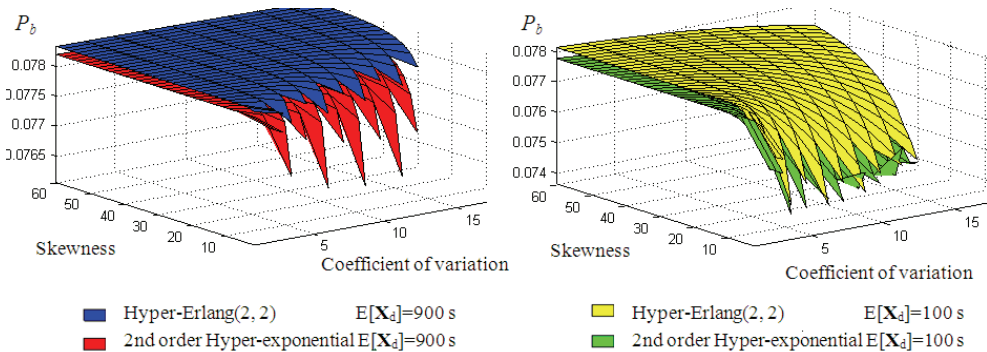 P_b
0.078
0.0775
0.077
0.0765
60
50
40
30
20
10
5
10
15
Skewness
Coefficient of variation
Hyper-Erlang(2, 2) E[X_d]=900 s
2nd order Hyper-exponential E[X_d]=900 s
P_b
0.078
0.077
0.076
0.075
0.074
60
50
40
30
20
10
5
10
15
Skewness
Coefficient of variation
Hyper-Erlang(2, 2) E[X_d]=100 s
2nd order Hyper-exponential E[X_d]=100 s